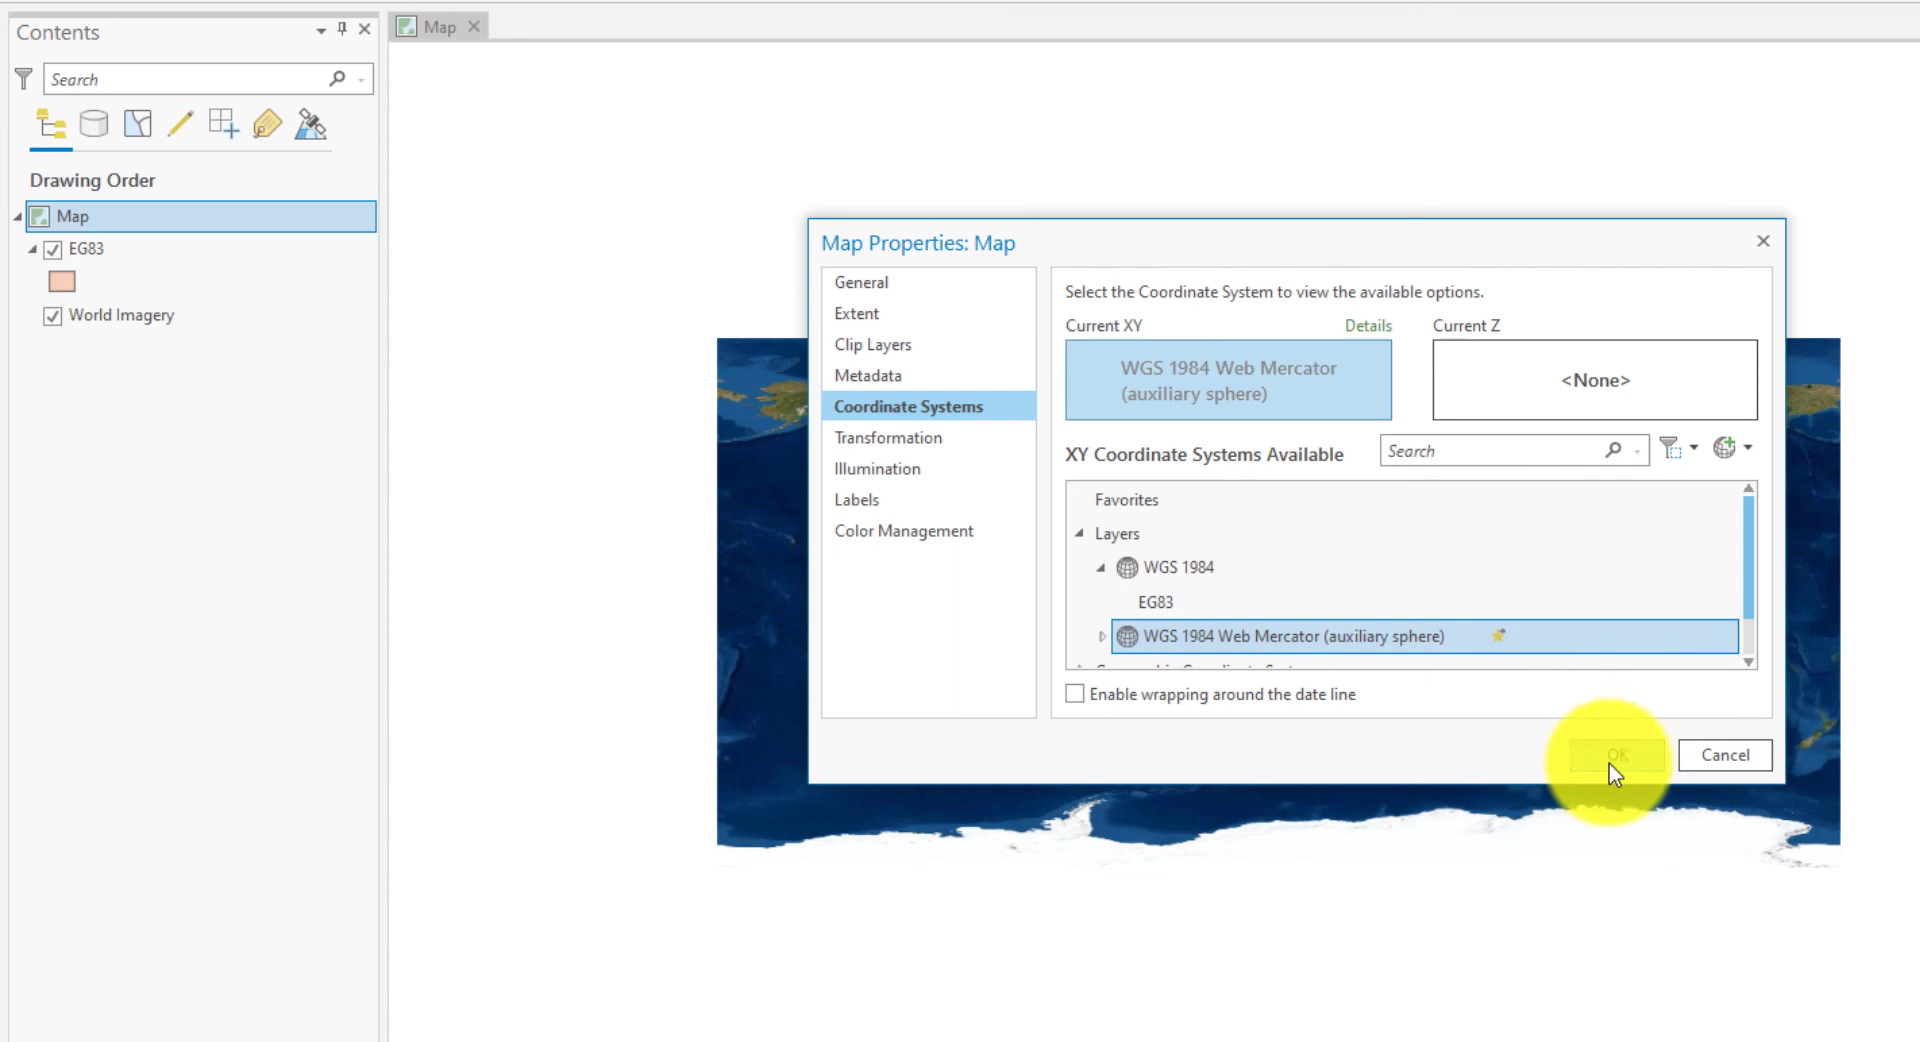 Contents
Map
Search
Drawing Order
Map
EG83
World Imagery
Map Properties: Map
General
Extent
Clip Layers
Metadata
Coordinate Systems
Transformation
Illumination
Labels
Color Management
Select the Coordinate System to view the available options.
Current XY
Details
Current Z
WGS 1984 Web Mercator
(auxiliary sphere)
<None>
XY Coordinate Systems Available
Search
Favorites
Layers
WGS 1984
EG83
WGS 1984 Web Mercator (auxiliary sphere)
Enable wrapping around the date line
OK
Cancel